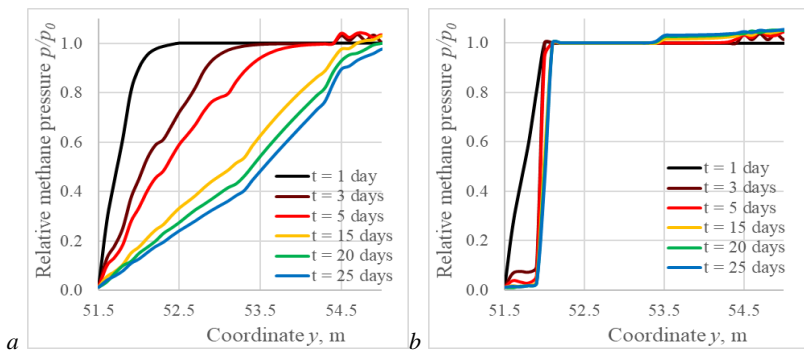 Relative methane pressure p/p0
1.0
0.8
0.6
0.4
0.2
0.0
51.5 52.5 53.5 54.5
Coordinate y, m
t = 1 day
t = 3 days
t = 5 days
t = 15 days
t = 20 days
t = 25 days
a
Relative methane pressure p/p0
1.0
0.8
0.6
0.4
0.2
0.0
51.5 52.5 53.5 54.5
Coordinate y, m
t = 1 day
t = 3 days
t = 5 days
t = 15 days
t = 20 days
t = 25 days
b